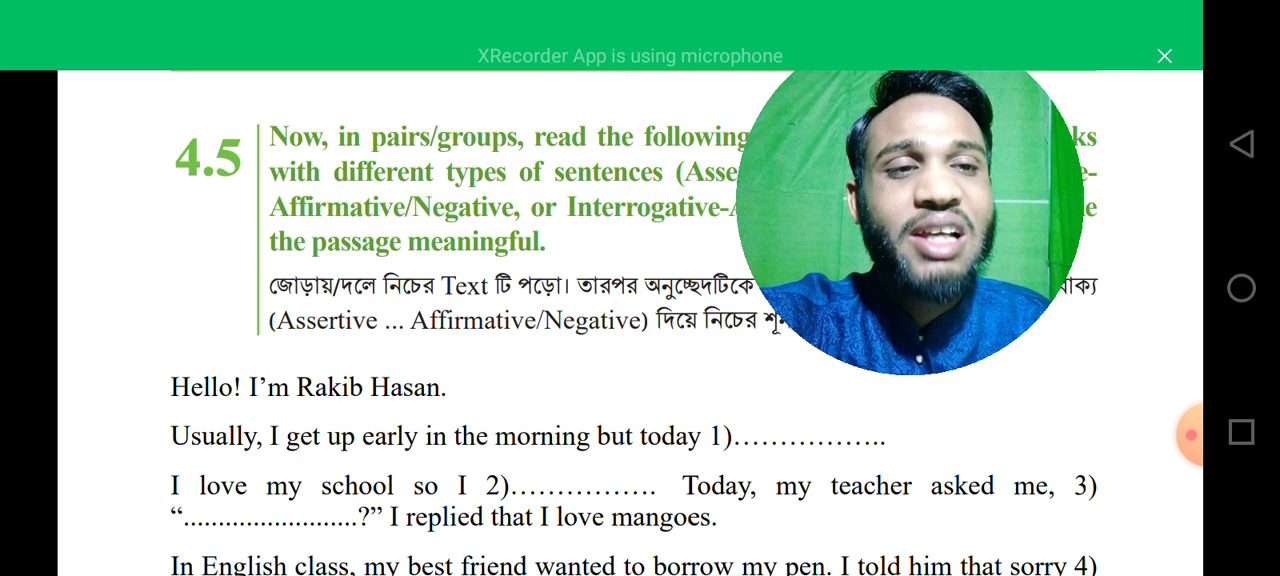 XRecorder App is using microphone
4.5
Now, in pairs/groups, read the following
with different types of sentences
Affirmative/Negative, or
the passage meaningful.
জোড়ায়/দলে নিচের Text টি পড়ো। তারপর অনুচ্ছেদটিকে
(Assertive ... Affirmative/Negative) দিয়ে নিচের
Hello! I’m Rakib Hasan.
Usually, I get up early in the morning but today 1)……………..
I love my school so I 2)……………. Today, my teacher asked me, 3)
“.........................?” I replied that I love mangoes.
In English class, my best friend wanted to borrow my pen. I told him that sorry 4)